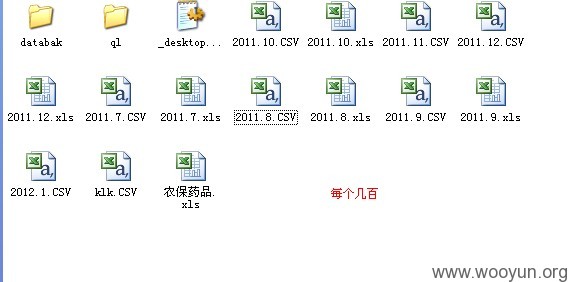 databak
ql
_desktop...
2011.10.CSV
2011.10.xls
2011.11.CSV
2011.12.CSV
2011.12.xls
2011.7.CSV
2011.7.xls
2011.8.CSV
2011.8.xls
2011.9.CSV
2011.9.xls
2012.1.CSV
klk.CSV
农保药品.
xls
每个几百
www.wooyun.org